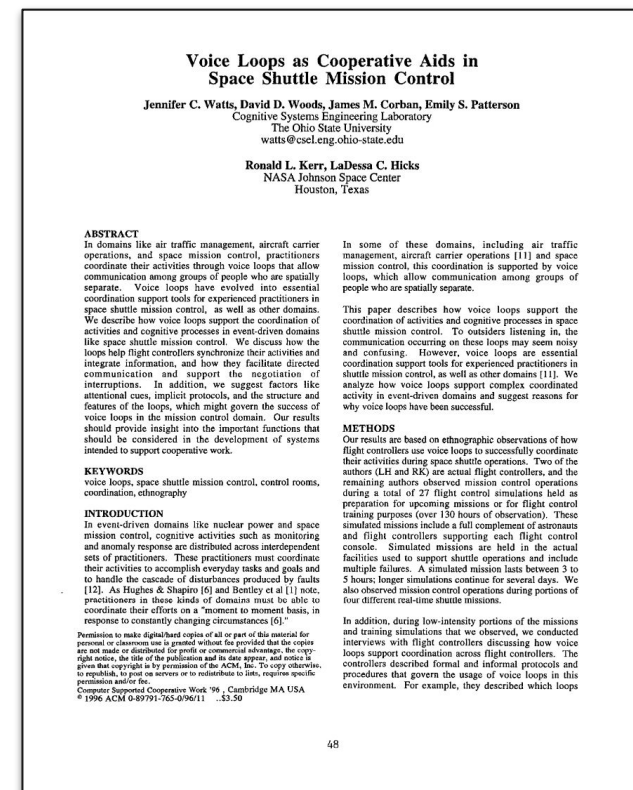 Voice Loops as Cooperative Aids in
Space Shuttle Mission Control
Jennifer C. Watts, David D. Woods, James M. Corban, Emily S. Patterson
Cognitive Systems Engineering Laboratory
The Ohio State University
watts@csel.eng.ohio-state.edu
Ronald L. Kerr, LaDessa C. Hicks
NASA Johnson Space Center
Houston, Texas
ABSTRACT
In domains like air traffic management, aircraft carrier
operations, and space mission control, practitioners
coordinate their activities through voice loops that allow
communication among groups of people who are spatially
separate. Voice loops have evolved into essential
coordination support tools for experienced practitioners in
space shuttle mission control, as well as other domains.
We describe how voice loops support the coordination of
activities and cognitive processes in event-driven domains
like space shuttle mission control. We discuss how the
loops help flight controllers synchronize their activities and
integrate information, and how they facilitate directed
communication and support the negotiation of
interruptions. In addition, we suggest factors like
attentional cues, implicit protocols, and the structure and
features of the loops, which might govern the success of
voice loops in the mission control domain. Our results
should provide insight into the important functions that
should be considered in the development of systems
intended to support cooperative work.
KEYWORDS
voice loops, space shuttle mission control, control rooms,
coordination, ethnography
INTRODUCTION
In event-driven domains like nuclear power and space
mission control, cognitive activities such as monitoring
and anomaly response are distributed across interdependent
sets of practitioners. These practitioners must coordinate
their activities to accomplish everyday tasks and goals and
to handle the cascade of disturbances produced by faults
[12]. As Hughes & Shapiro [6] and Bentley et al [1] note,
practitioners in these kinds of domains must be able to
coordinate their efforts on a "moment to moment basis, in
response to constantly changing circumstances [6]."
Permission to make digital/hard copies of all or part of this material for
personal or classroom use is granted without fee provided that the copies
are not made or distributed for profit or commercial advantage, the copy-
right notice, the title of the publication and its date appear, and notice is
given that copyright is by permission of the ACM, Inc. To copy otherwise,
to republish, to post on servers or to redistribute to lists, requires specific
permission and/or fee.
Computer Supported Cooperative Work '96 , Cambridge MA USA
© 1996 ACM 0-89791-765-0/96/11 ..$3.50
In some of these domains, including air traffic
management, aircraft carrier operations [11] and space
mission control, this coordination is supported by voice
loops, which allow communication among groups of
people who are spatially separate.
This paper describes how voice loops support the
coordination of activities and cognitive processes in space
shuttle mission control. To outsiders listening in, the
communication occurring on these loops may seem noisy
and confusing. However, voice loops are essential
coordination support tools for experienced practitioners in
shuttle mission control, as well as other domains [11]. We
analyze how voice loops support complex coordinated
activity in event-driven domains and suggest reasons for
why voice loops have been successful.
METHODS
Our results are based on ethnographic observations of how
flight controllers use voice loops to successfully coordinate
their activities during space shuttle operations. Two of the
authors (LH and RK) are actual flight controllers, and the
remaining authors observed mission control operations
during a total of 27 flight control simulations held as
preparation for upcoming missions or for flight control
training purposes (over 130 hours of observation). These
simulated missions include a full complement of astronauts
and flight controllers supporting each flight control
console. Simulated missions are held in the actual
facilities used to support shuttle operations and include
multiple failures. A simulated mission lasts between 3 to
5 hours; longer simulations continue for several days. We
also observed mission control operations during portions of
four different real-time shuttle missions.
In addition, during low-intensity portions of the missions
and training simulations that we observed, we conducted
interviews with flight controllers discussing how voice
loops support coordination across flight controllers. The
controllers described formal and informal protocols and
procedures that govern the usage of voice loops in this
environment. For example, they described which loops
48